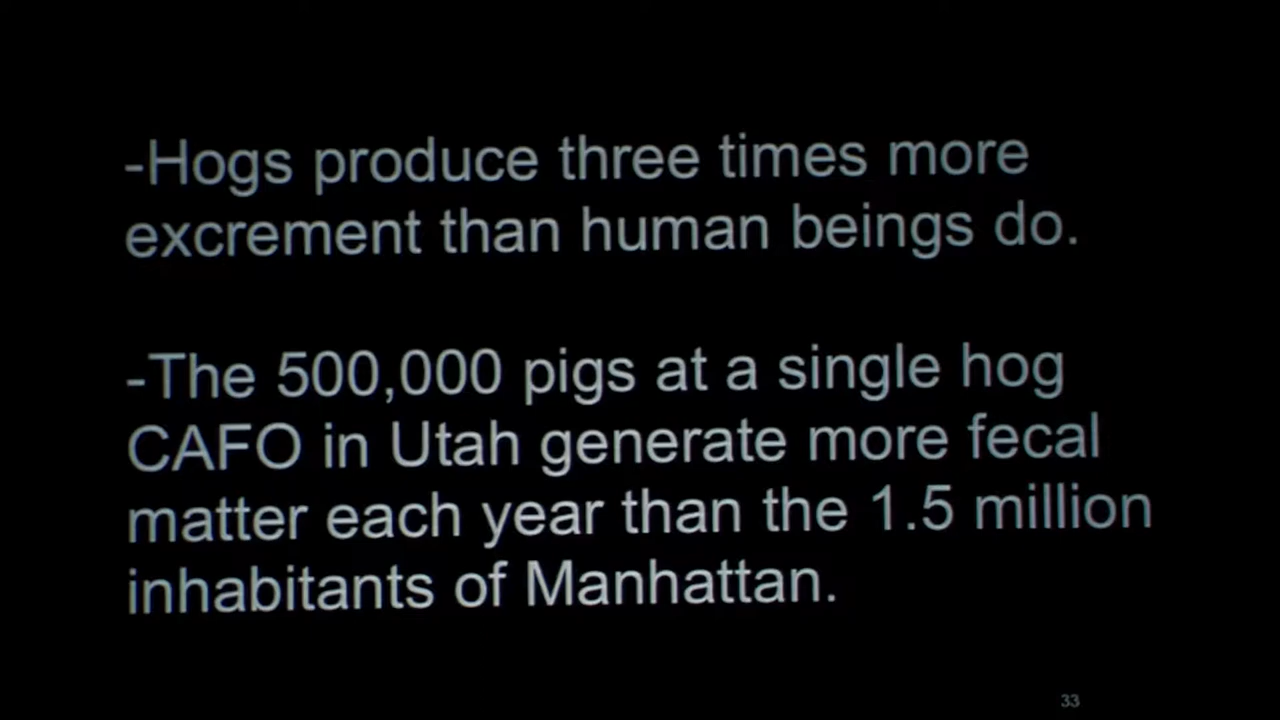 -Hogs produce three times more
excrement than human beings do.
-The 500,000 pigs at a single hog
CAFO in Utah generate more fecal
matter each year than the 1.5 million
inhabitants of Manhattan.
33